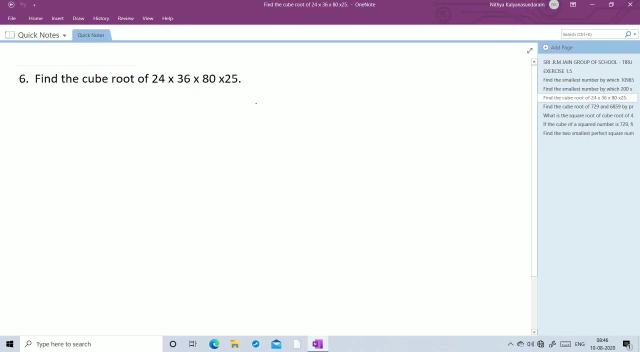 Find the cube root of 24 x 36 x 80 x25. - OneNote
Nithya Kalyanasundaram
File Home Insert Draw History Review View Help
Quick Notes
Quick Notes
Search (Ctrl+E)
Add Page
6. Find the cube root of 24 x 36 x 80 x25.
SRI JLM.JAIN GROUP OF SCHOOL - TIRU
EXERCISE 1.5
Find the smallest number by which 10985
Find the smallest number by which 200 s
Find the cube root of 24 x 36 x 80 x25.
Find the cube root of 729 and 6859 by pr
What is the square root of cube root of 4
If the cube of a squared number is 729, fi
Find the two smallest perfect square num
Type here to search
ENG
08:46
10-08-2020